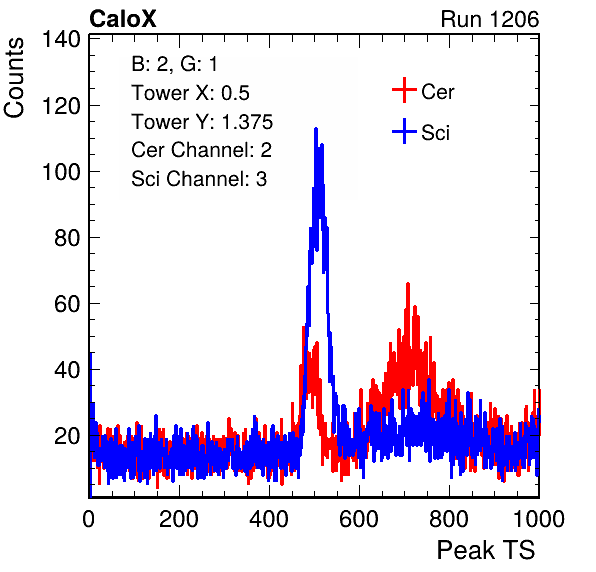 CaloX Run 1206
Counts
140
120
100
80
60
40
20
B: 2, G: 1
Tower X: 0.5
Tower Y: 1.375
Cer Channel: 2
Sci Channel: 3
Cer
Sci
0 200 400 600 800 1000
Peak TS